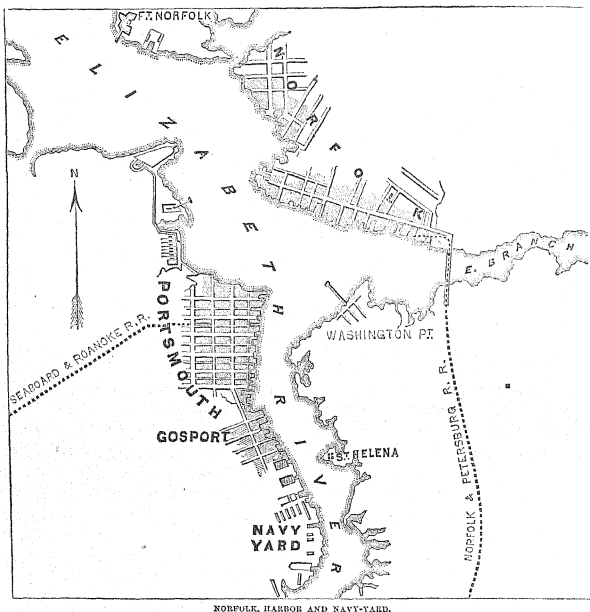 FT. NORFOLK
NORFOLK
ELIZABETH RIVER
N
E. BRANCH
WASHINGTON PT.
PORTSMOUTH
SEABOARD & ROANOKE R.R.
GOSPORT
ST HELENA
NAVY YARD
NORFOLK & PETERSBURG R. R.
NORFOLK, HARBOR AND NAVY-YARD.